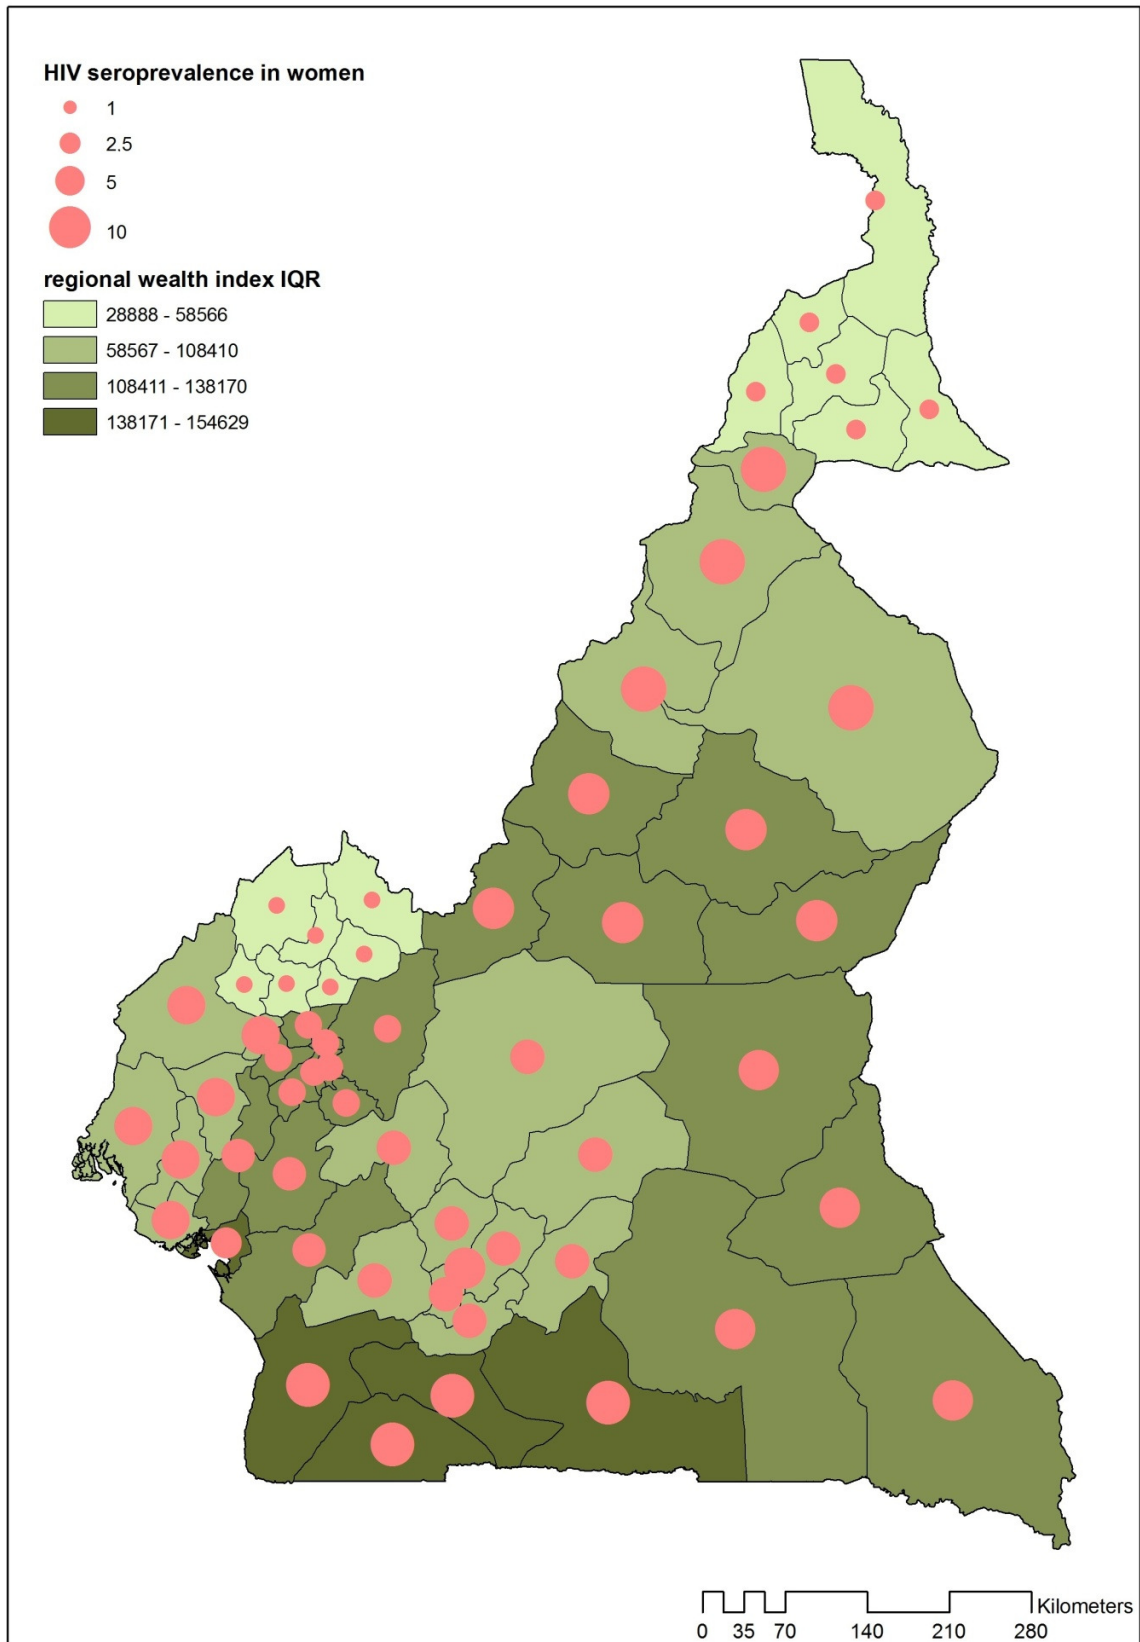 HIV seroprevalence in women
1
2.5
5
10
regional wealth index IQR
28888 - 58566
58567 - 108410
108411 - 138170
138171 - 154629
Kilometers
0 35 70 140 210 280